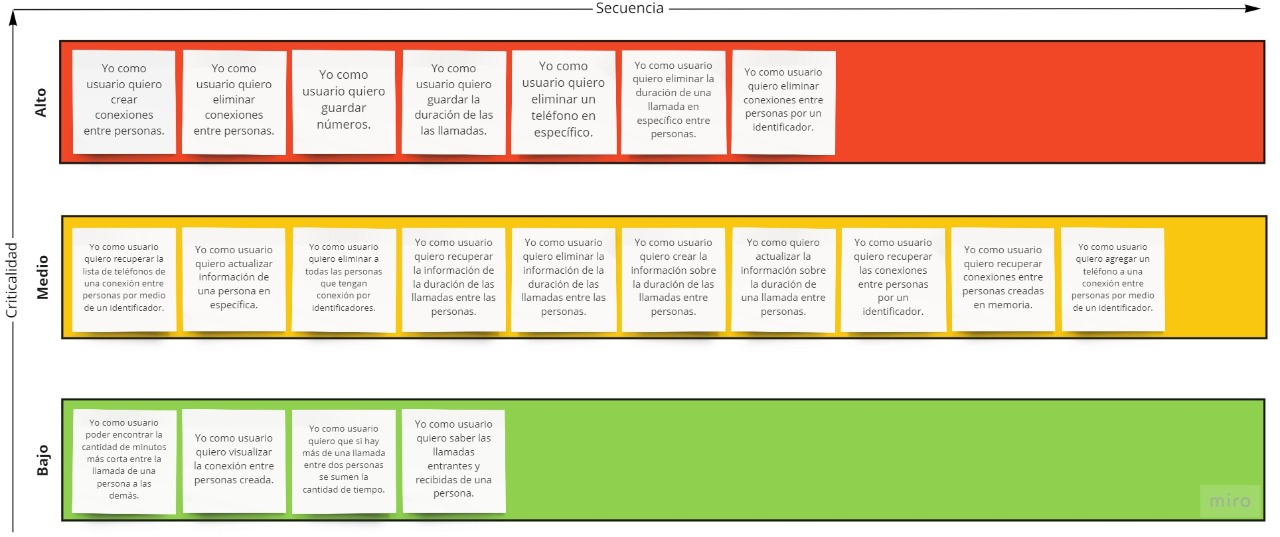 Secuencia
Criticalidad
Alto
Yo como
usuario quiero
crear
conexiones
entre personas.
Yo como
usuario quiero
eliminar
conexiones
entre personas.
Yo como
usuario quiero
guardar
números.
Yo como
usuario quiero
guardar la
duración de las
las llamadas.
Yo como
usuario quiero
eliminar un
teléfono en
específico.
Yo como usuario
quiero eliminar la
duración de una
llamada en
específico entre
personas.
Yo como usuario
quiero eliminar
conexiones entre
personas por un
identificador.
Medio
Yo como usuario
quiero recuperar la
lista de teléfonos de
una conexión entre
personas por medio
de un identificador.
Yo como usuario
quiero actualizar
información de
una persona en
específica.
Yo como usuario
quiero eliminar a
todas las personas
que tengan
conexión por
identificadores.
Yo como usuario
quiero recuperar
la información de
la duración de las
llamadas entre las
personas.
Yo como usuario
quiero eliminar la
información de la
duración de las
llamadas entre las
personas.
Yo como usuario
quiero crear la
información sobre
la duración de las
llamadas entre
personas.
Yo como quiero
actualizar la
información sobre
la duración de
una llamada entre
personas.
Yo como usuario
quiero recuperar
las conexiones
entre personas
por un
identificador.
Yo como usuario
quiero recuperar
conexiones entre
personas creadas
en memoria.
Yo como usuario
quiero agregar un
teléfono a una
conexión entre
personas por medio
de un identificador.
Bajo
Yo como usuario
poder encontrar la
cantidad de minutos
más corta entre la
llamada de una
persona a las
demás.
Yo como usuario
quiero visualizar
la conexión entre
personas creada.
Yo como usuario
quiero que si hay
más de una llamada
entre dos personas
se sumen la
cantidad de tiempo.
Yo como usuario
quiero saber las
llamadas
entrantes y
recibidas de una
persona.
miro